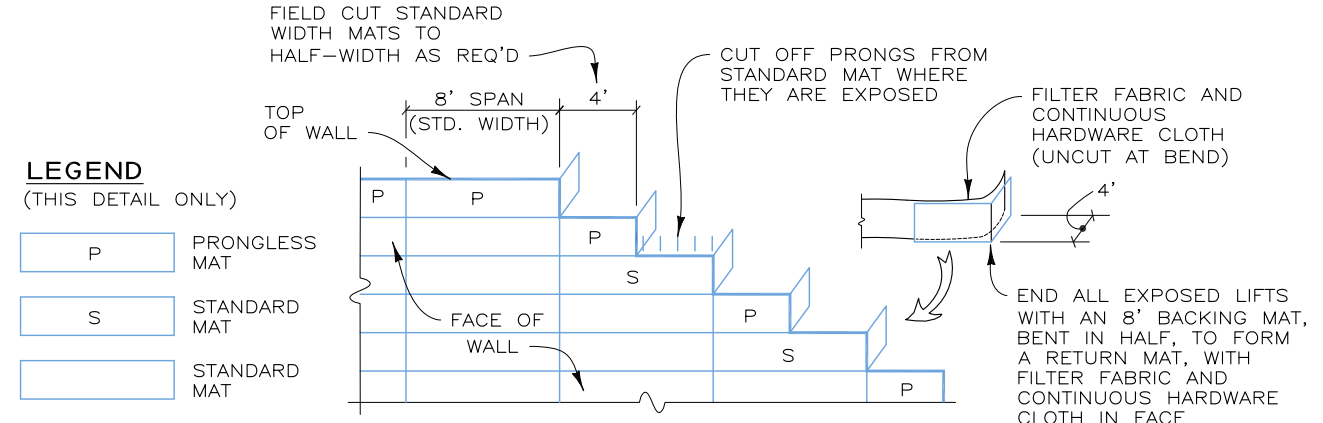 FIELD CUT STANDARD
WIDTH MATS TO
HALF-WIDTH AS REQ'D
CUT OFF PRONGS FROM
STANDARD MAT WHERE
THEY ARE EXPOSED
FILTER FABRIC AND
CONTINUOUS
HARDWARE CLOTH
(UNCUT AT BEND)
8' SPAN
(STD. WIDTH)
4'
TOP
OF WALL
LEGEND
(THIS DETAIL ONLY)
P
PRONGLESS
MAT
S
STANDARD
MAT
STANDARD
MAT
P
P
P
S
P
S
P
FACE OF
WALL
4'
END ALL EXPOSED LIFTS
WITH AN 8' BACKING MAT,
BENT IN HALF, TO FORM
A RETURN MAT, WITH
FILTER FABRIC AND
CONTINUOUS HARDWARE
CLOTH IN FACE